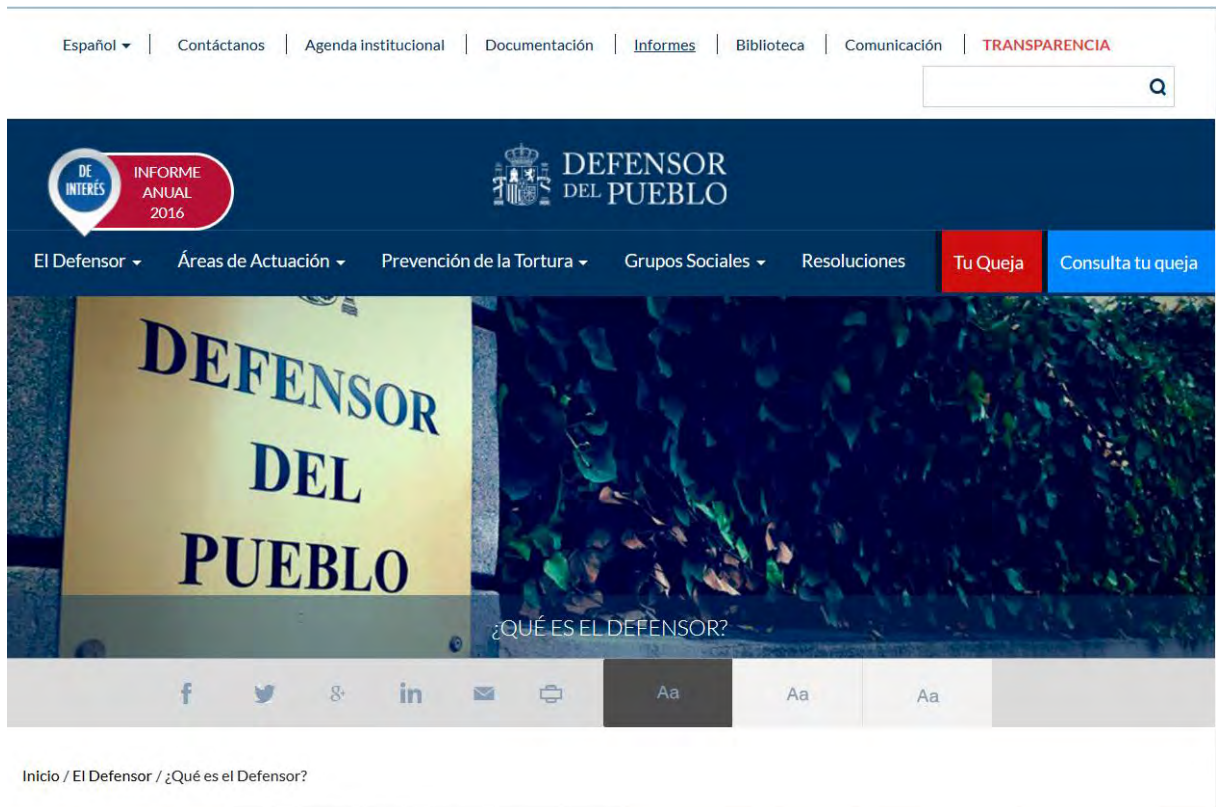 Español
Contáctanos
Agenda institucional
Documentación
Informes
Biblioteca
Comunicación
TRANSPARENCIA
DE
INTERÉS
INFORME
ANUAL
2016
DEFENSOR
DEL PUEBLO
El Defensor
Áreas de Actuación
Prevención de la Tortura
Grupos Sociales
Resoluciones
Tu Queja
Consulta tu queja
DEFENSOR
DEL
PUEBLO
¿QUÉ ES EL DEFENSOR?
f
8+
in
Aa
Aa
Aa
Inicio / El Defensor / ¿Qué es el Defensor?